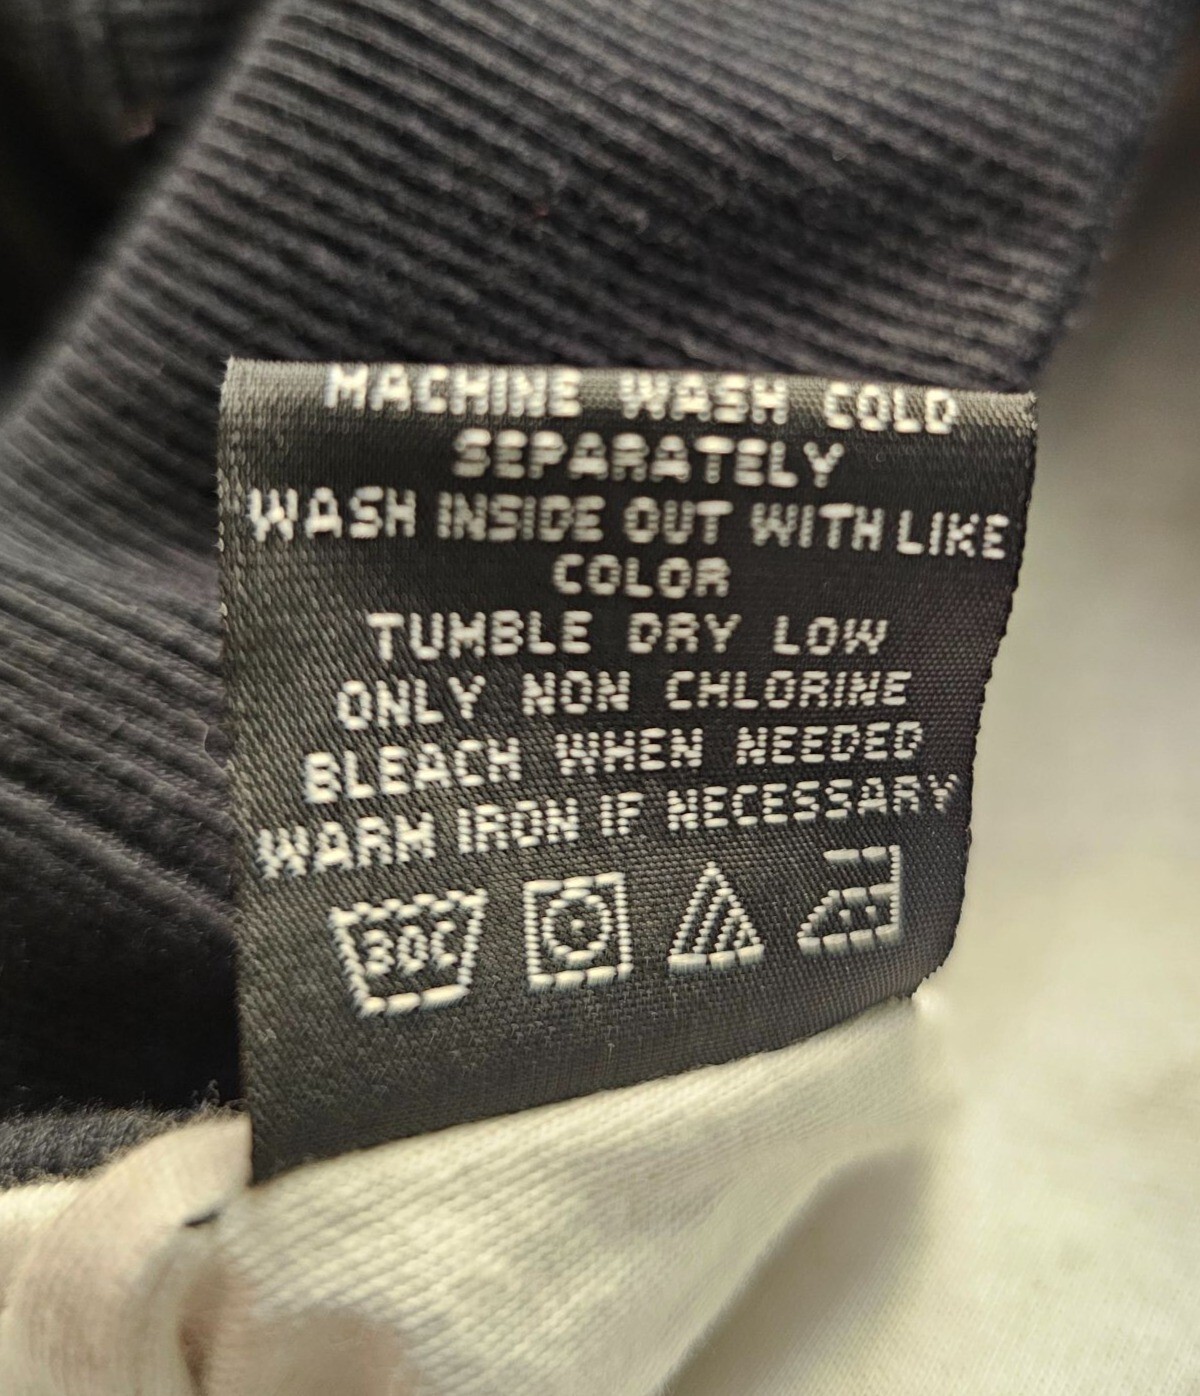 MACHINE WASH COLD
SEPARATELY
WASH INSIDE OUT WITH LIKE
COLOR
TUMBLE DRY LOW
ONLY NON CHLORINE
BLEACH WHEN NEEDED
WARM IRON IF NECESSARY
30C